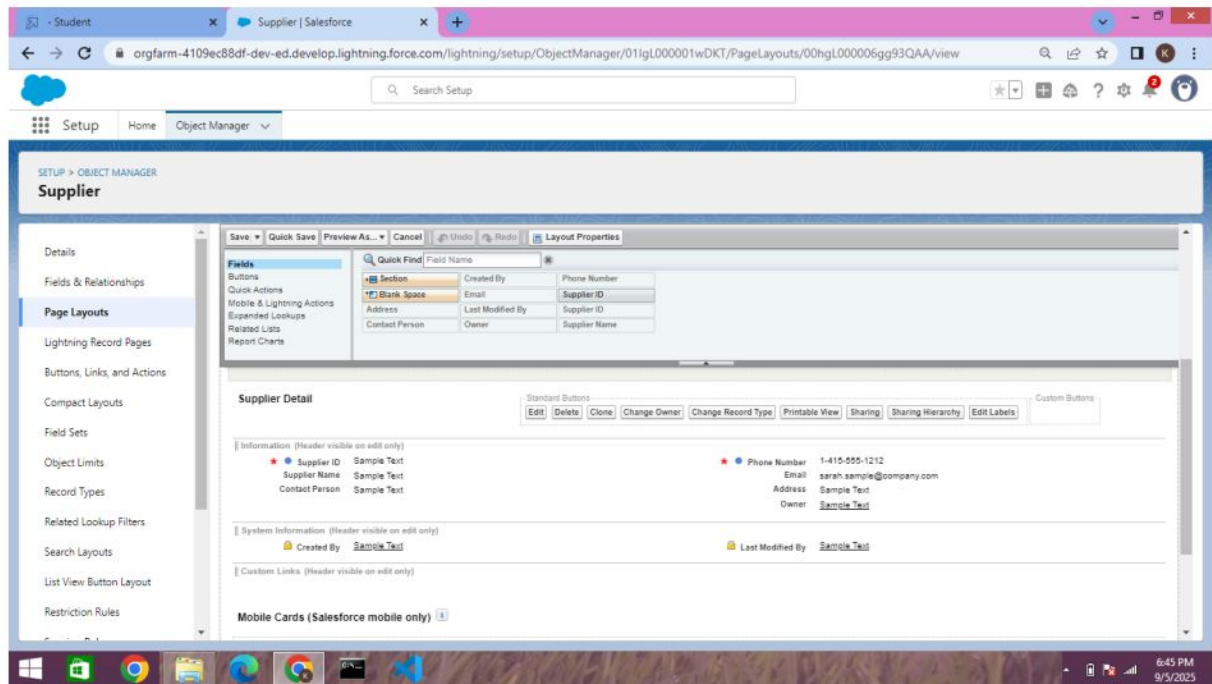 - Student
Supplier | Salesforce
orgfarm-4109ec88df-dev-ed.develop.lightning.force.com/lightning/setup/ObjectManager/01IgL000001wDKT/PageLayouts/00hgL000006gg93QAA/view
K
Search Setup
2
Setup Home Object Manager
SETUP > OBJECT MANAGER
Supplier
Details
Fields & Relationships
Page Layouts
Lightning Record Pages
Buttons, Links, and Actions
Compact Layouts
Field Sets
Object Limits
Record Types
Related Lookup Filters
Search Layouts
List View Button Layout
Restriction Rules
Save Quick Save Preview As... Cancel Undo Redo Layout Properties
Fields
Buttons
Quick Actions
Mobile & Lightning Actions
Expanded Lookups
Related Lists
Report Charts
Quick Find Field Name
Section Created By Phone Number
Blank Space Email Supplier ID
Address Last Modified By Supplier ID
Contact Person Owner Supplier Name
Supplier Detail
Standard Buttons
Edit Delete Clone Change Owner Change Record Type Printable View Sharing Sharing Hierarchy Edit Labels
Custom Buttons
Information (Header visible on edit only)
Supplier ID Sample Text Phone Number 1-415-555-1212
Supplier Name Sample Text Email sarah.sample@company.com
Contact Person Sample Text Address Sample Text
Owner Sample Text
System Information (Header visible on edit only)
Created By Sample Text Last Modified By Sample Text
Custom Links (Header visible on edit only)
Mobile Cards (Salesforce mobile only)
6:45 PM
9/5/2025